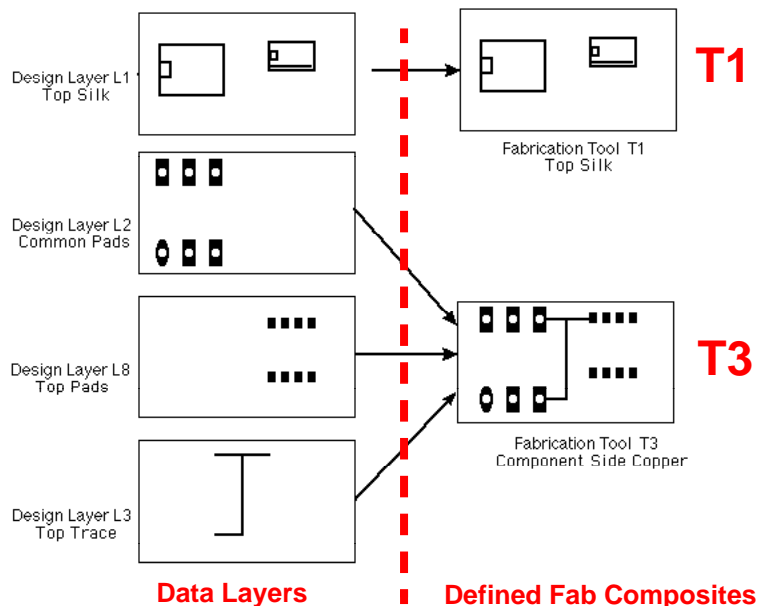 Design Layer L1
Top Silk
T1
Fabrication Tool T1
Top Silk
Design Layer L2
Common Pads
Design Layer L8
Top Pads
T3
Fabrication Tool T3
Component Side Copper
Design Layer L3
Top Trace
Data Layers
Defined Fab Composites